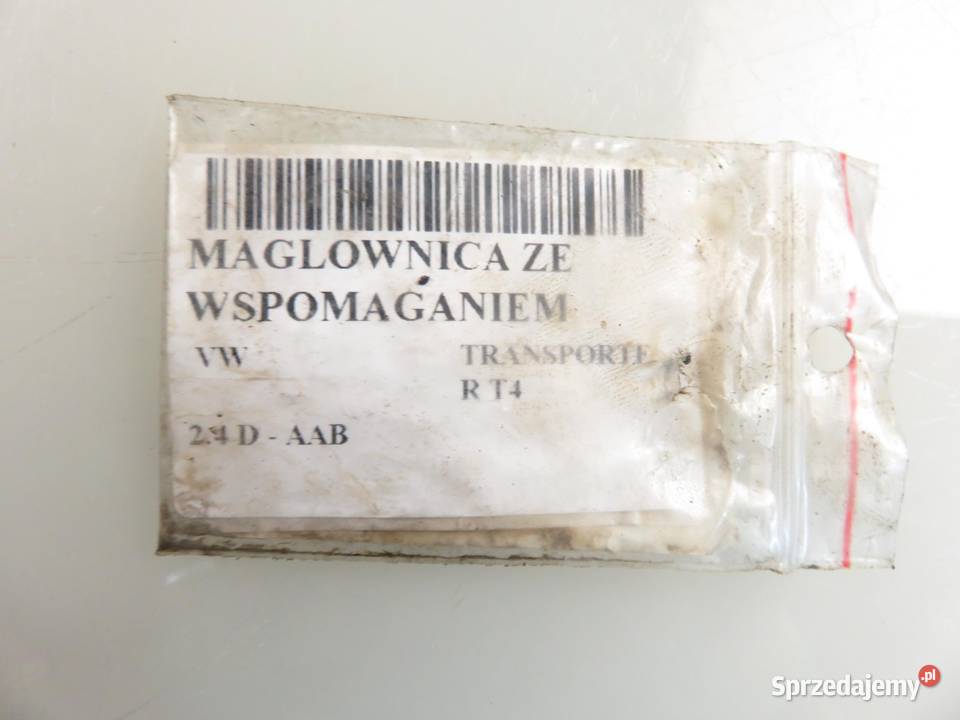 MAGLOWNICA ZE
WSPOMAGANIEM
VW TRANSPORTE
R T4
2.4 D - AAB
Sprzedajemy.pl